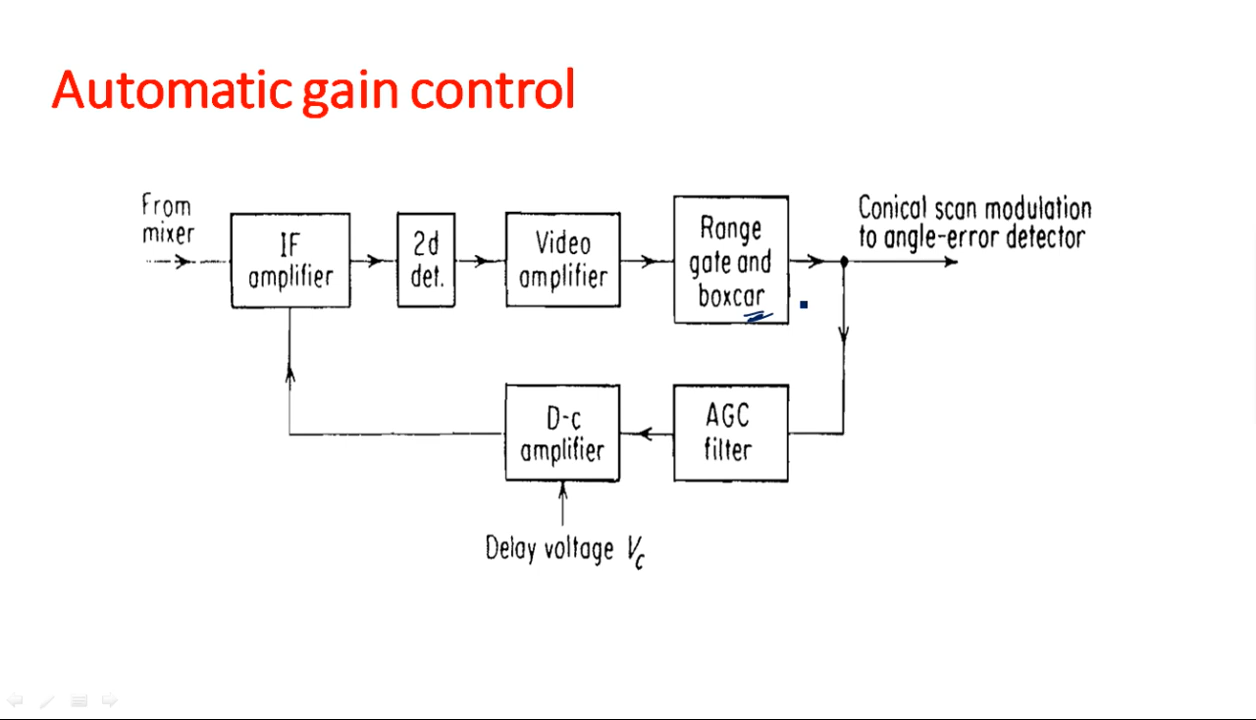 Automatic gain control
From
mixer
IF
amplifier
2d
det.
Video
amplifier
Range
gate and
boxcar
Conical scan modulation
to angle-error detector
D-c
amplifier
AGC
filter
Delay voltage Vc